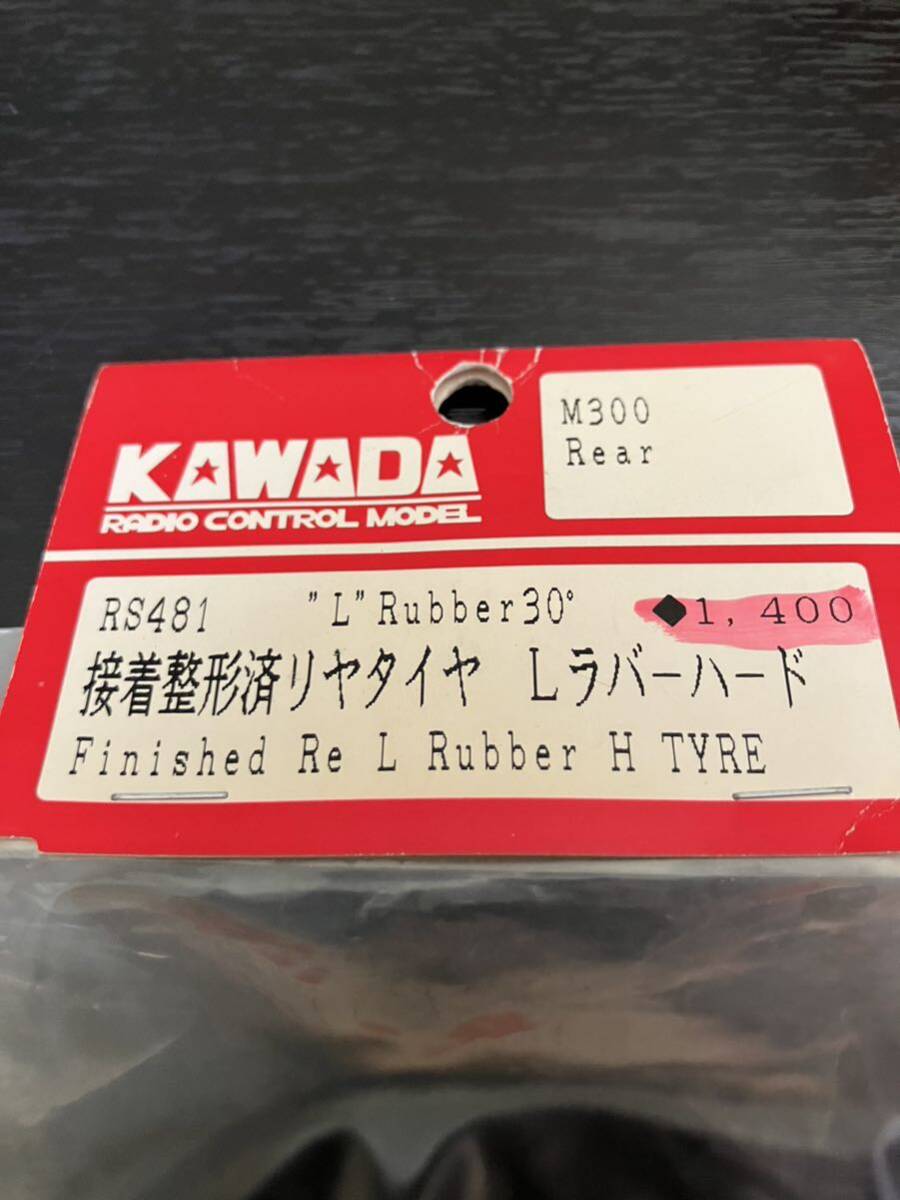 KAWADA
RADIO CONTROL MODEL
M300
Rear
RS481 "L"Rubber30° ◆1,400
接着整形済リヤタイヤ Lラバーハード
Finished Re L Rubber H TYRE